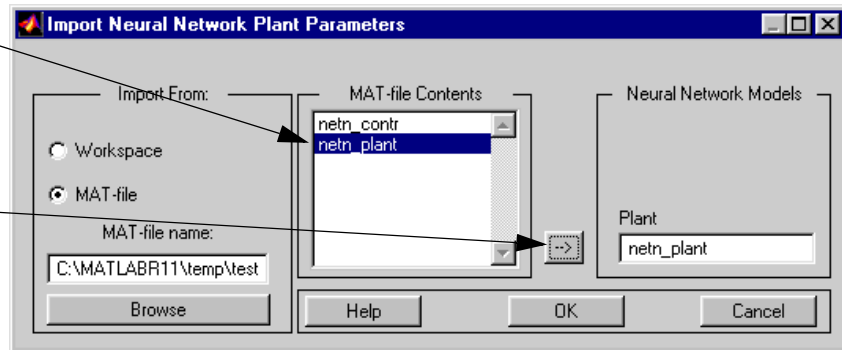 Import Neural Network Plant Parameters
Import From:
Workspace
MAT-file
MAT-file name:
C:\MATLABR11\temp\test
Browse
MAT-file Contents
netn_contr
netn_plant
-->
Neural Network Models
Plant
netn_plant
Help
OK
Cancel